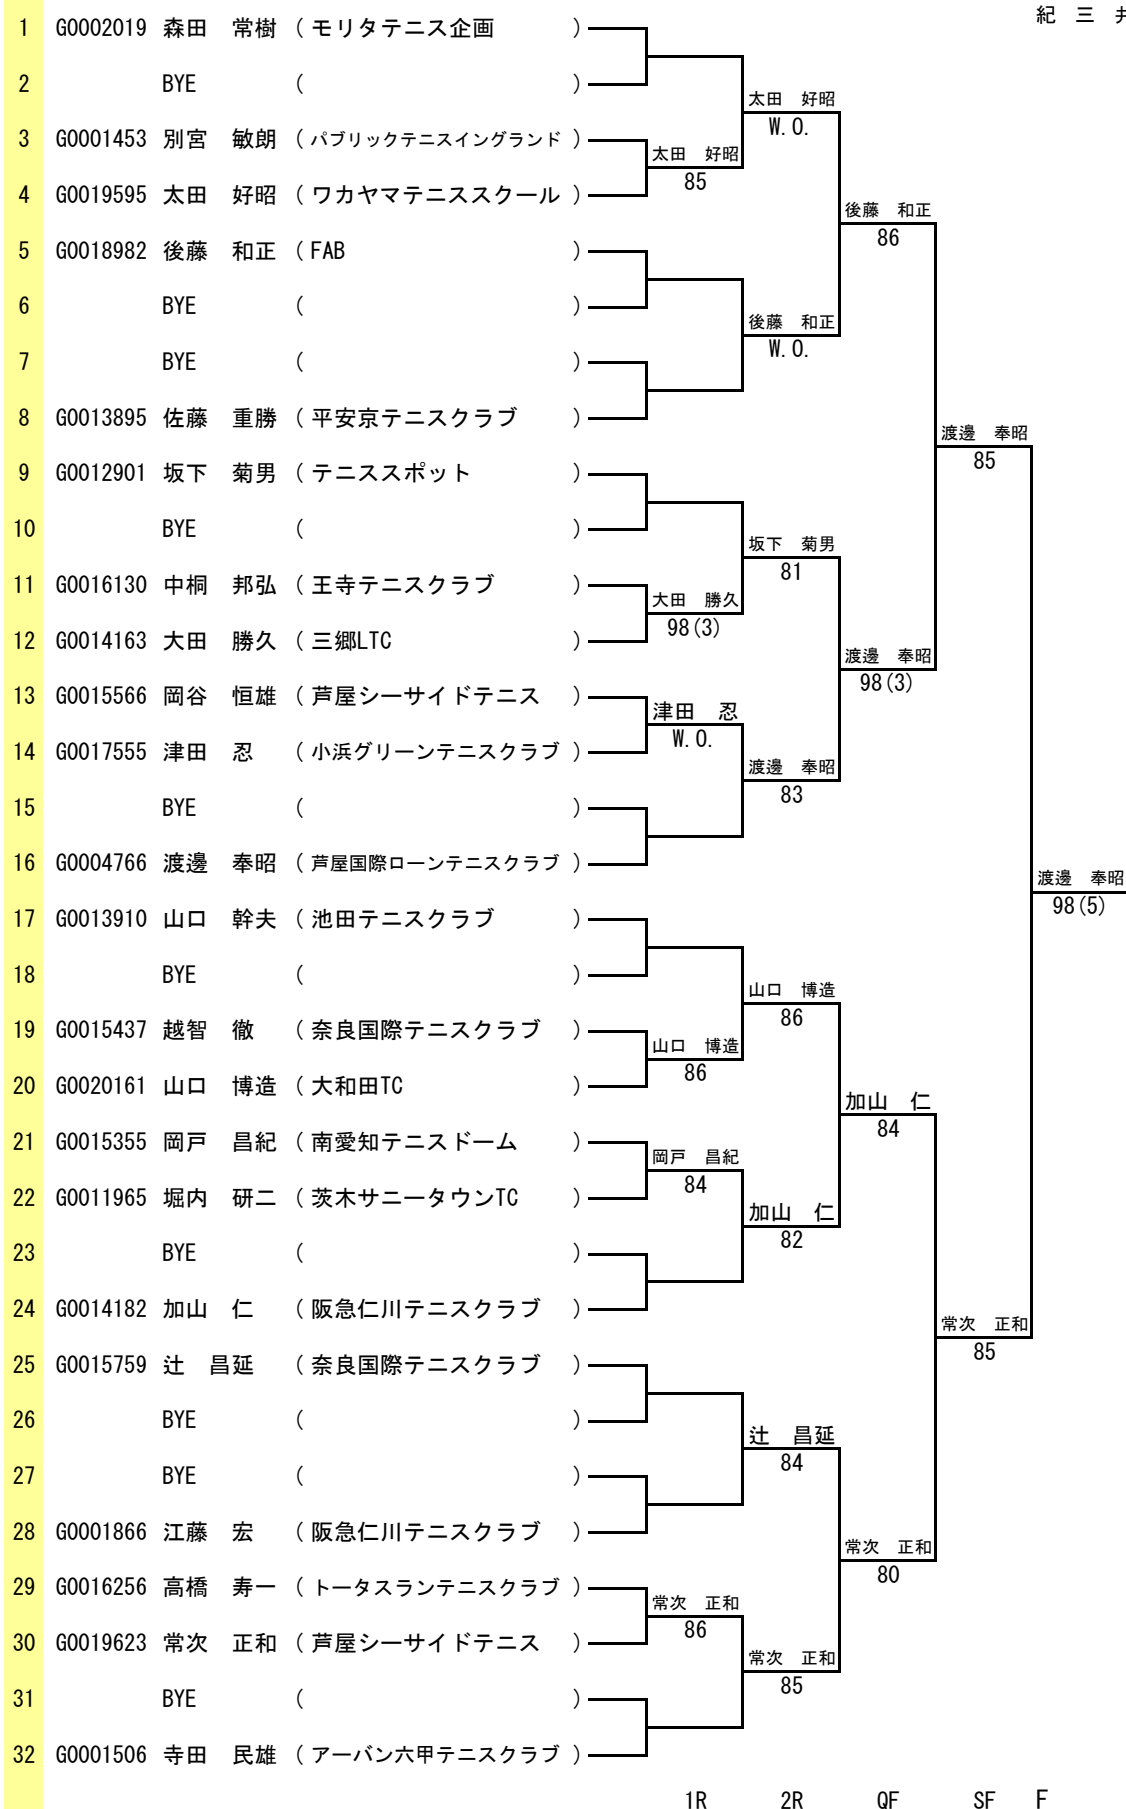 紀 三 井
1 G0002019 森田 常樹 ( モリタテニス企画 )
2 BYE ( )
太田 好昭
W.O.
3 G0001453 別宮 敏朗 ( パブリックテニスイングランド )
太田 好昭
85
4 G0019595 太田 好昭 ( ワカヤマテニススクール )
後藤 和正
86
5 G0018982 後藤 和正 ( FAB )
6 BYE ( )
後藤 和正
W.O.
7 BYE ( )
8 G0013895 佐藤 重勝 ( 平安京テニスクラブ )
渡邊 奉昭
85
9 G0012901 坂下 菊男 ( テニススポット )
10 BYE ( )
坂下 菊男
81
11 G0016130 中桐 邦弘 ( 王寺テニスクラブ )
大田 勝久
98(3)
12 G0014163 大田 勝久 ( 三郷LTC )
渡邊 奉昭
98(3)
13 G0015566 岡谷 恒雄 ( 芦屋シーサイドテニス )
津田 忍
W.O.
14 G0017555 津田 忍 ( 小浜グリーンテニスクラブ )
渡邊 奉昭
83
15 BYE ( )
16 G0004766 渡邊 奉昭 ( 芦屋国際ローンテニスクラブ )
渡邊 奉昭
98(5)
17 G0013910 山口 幹夫 ( 池田テニスクラブ )
18 BYE ( )
山口 博造
86
19 G0015437 越智 徹 ( 奈良国際テニスクラブ )
山口 博造
86
20 G0020161 山口 博造 ( 大和田TC )
加山 仁
84
21 G0015355 岡戸 昌紀 ( 南愛知テニスドーム )
岡戸 昌紀
84
22 G0011965 堀内 研二 ( 茨木サニータウンTC )
加山 仁
82
23 BYE ( )
24 G0014182 加山 仁 ( 阪急仁川テニスクラブ )
常次 正和
85
25 G0015759 辻 昌延 ( 奈良国際テニスクラブ )
26 BYE ( )
辻 昌延
84
27 BYE ( )
28 G0001866 江藤 宏 ( 阪急仁川テニスクラブ )
常次 正和
80
29 G0016256 高橋 寿一 ( トータスランテニスクラブ )
常次 正和
86
30 G0019623 常次 正和 ( 芦屋シーサイドテニス )
常次 正和
85
31 BYE ( )
32 G0001506 寺田 民雄 ( アーバン六甲テニスクラブ )
1R 2R QF SF F